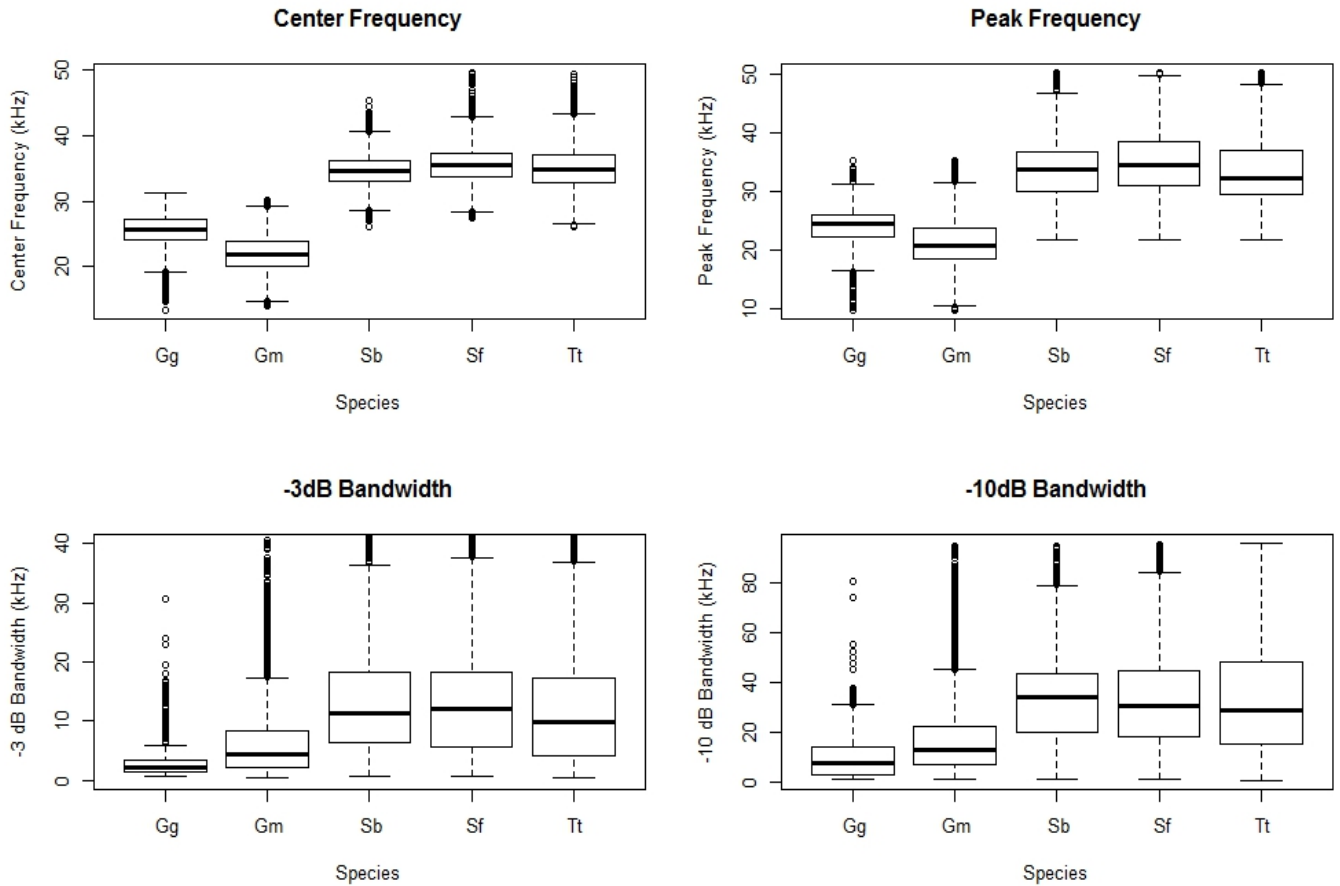 Center Frequency
Center Frequency (kHz)
50
40
30
20
Gg Gm Sb Sf Tt
Species
Peak Frequency
Peak Frequency (kHz)
50
40
30
20
10
Gg Gm Sb Sf Tt
Species
-3dB Bandwidth
-3 dB Bandwidth (kHz)
40
30
20
10
0
Gg Gm Sb Sf Tt
Species
-10dB Bandwidth
-10 dB Bandwidth (kHz)
80
60
40
20
0
Gg Gm Sb Sf Tt
Species